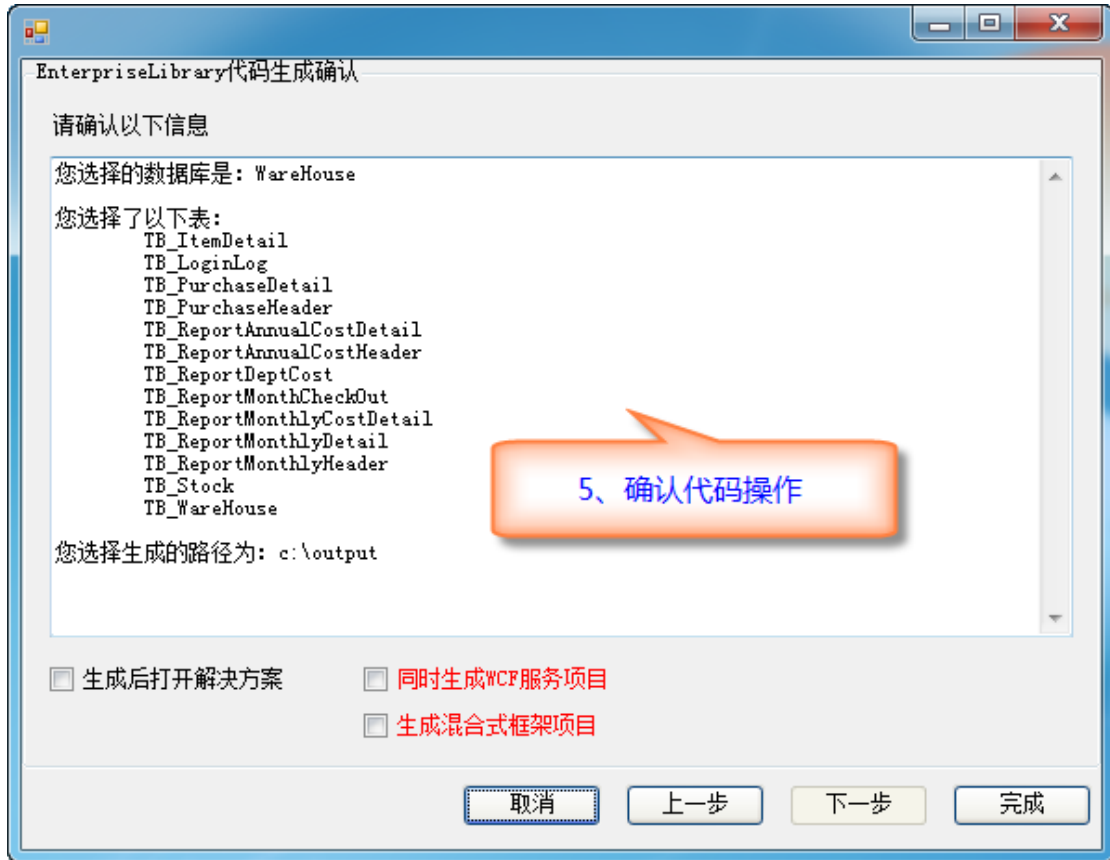 EnterpriseLibrary代码生成确认
请确认以下信息
您选择的数据库是: WareHouse
您选择了以下表:
TB_ItemDetail
TB_LoginLog
TB_PurchaseDetail
TB_PurchaseHeader
TB_ReportAnnualCostDetail
TB_ReportAnnualCostHeader
TB_ReportDeptCost
TB_ReportMonthCheckOut
TB_ReportMonthlyCostDetail
TB_ReportMonthlyDetail
TB_ReportMonthlyHeader
TB_Stock
TB_WareHouse
5、确认代码操作
您选择生成的路径为: c:\output
生成后打开解决方案 同时生成WCF服务项目
生成混合式框架项目
取消 上一步 下一步 完成